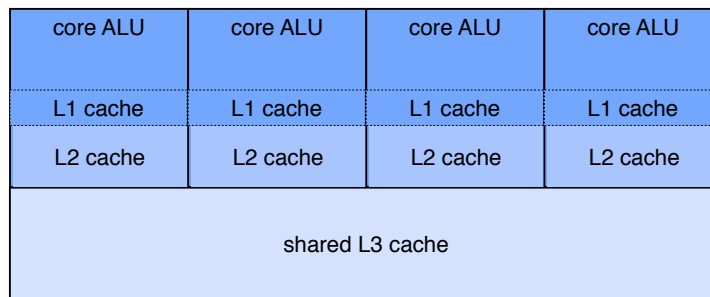 core ALU core ALU core ALU core ALU
L1 cache L1 cache L1 cache L1 cache
L2 cache L2 cache L2 cache L2 cache
shared L3 cache